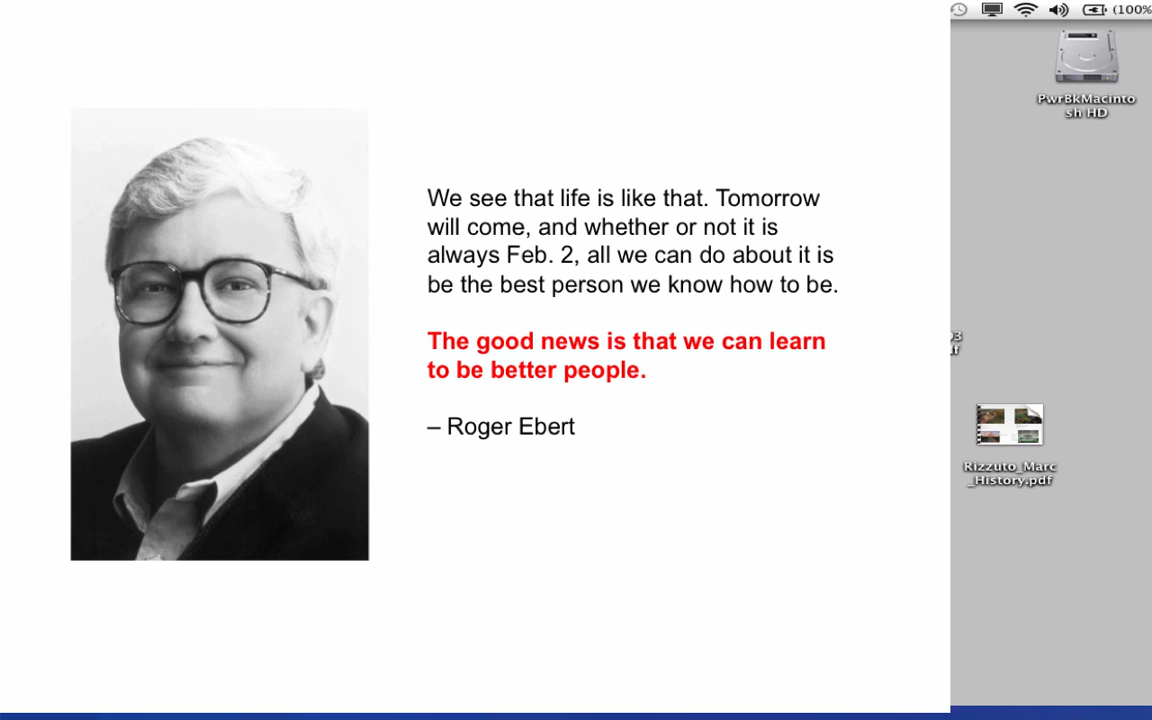 (100%
PwrBkMacinto
sh HD
We see that life is like that. Tomorrow
will come, and whether or not it is
always Feb. 2, all we can do about it is
be the best person we know how to be.
The good news is that we can learn
to be better people.
– Roger Ebert
Rizzuto_Marc
_History.pdf